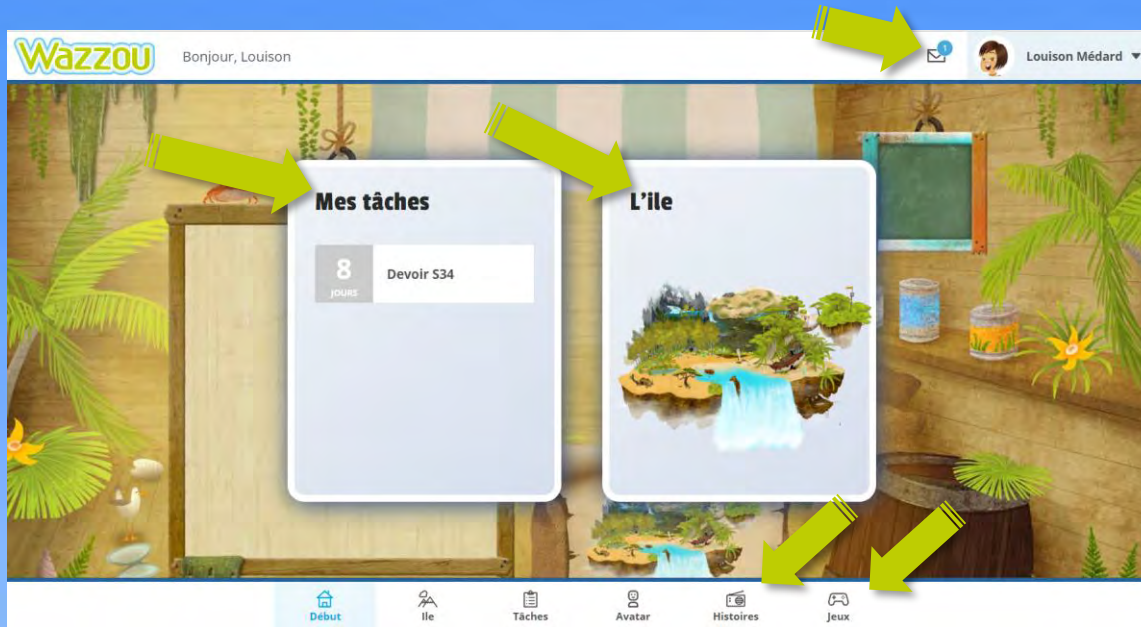 Wazzou
Bonjour, Louison
1
Louison Médard
Mes tâches
8
JOURS
Devoir S34
L'ile
Début
Ile
Tâches
Avatar
Histoires
Jeux